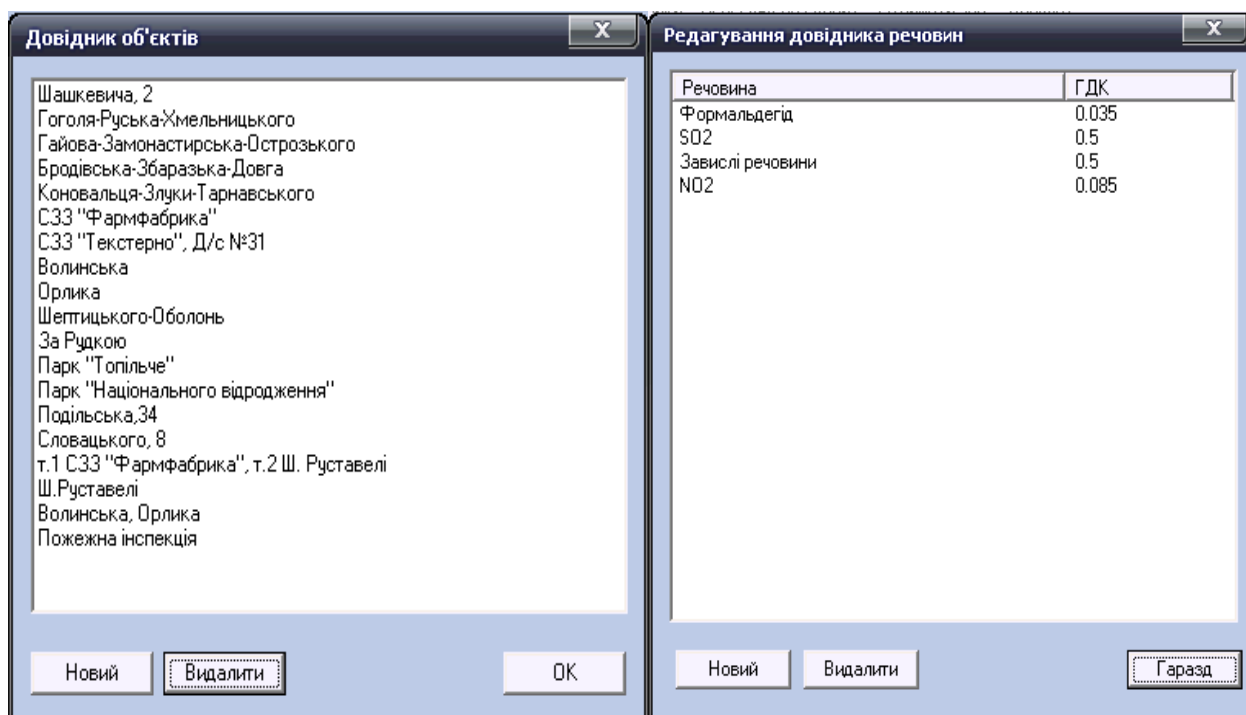 Довідник об'єктів
X
Шашкевича, 2
Гоголя-Руська-Хмельницького
Гайова-Замонастирська-Острозького
Бродівська-Збаразька-Довга
Коновальця-Злуки-Тарнавського
СЗЗ "Фармфабрика"
СЗЗ "Текстерно", Д/с №31
Волинська
Орлика
Шептицького-Оболонь
За Рудкою
Парк "Топільче"
Парк "Національного відродження"
Подільська,34
Словацького, 8
т.1 СЗЗ "Фармфабрика", т.2 Ш. Руставелі
Ш.Руставелі
Волинська, Орлика
Пожежна інспекція
Новий Видалити ОК
Редагування довідника речовин
X
Речовина ГДК
Формальдегід 0.035
SO2 0.5
Завислі речовини 0.5
NO2 0.085
Новий Видалити Гаразд